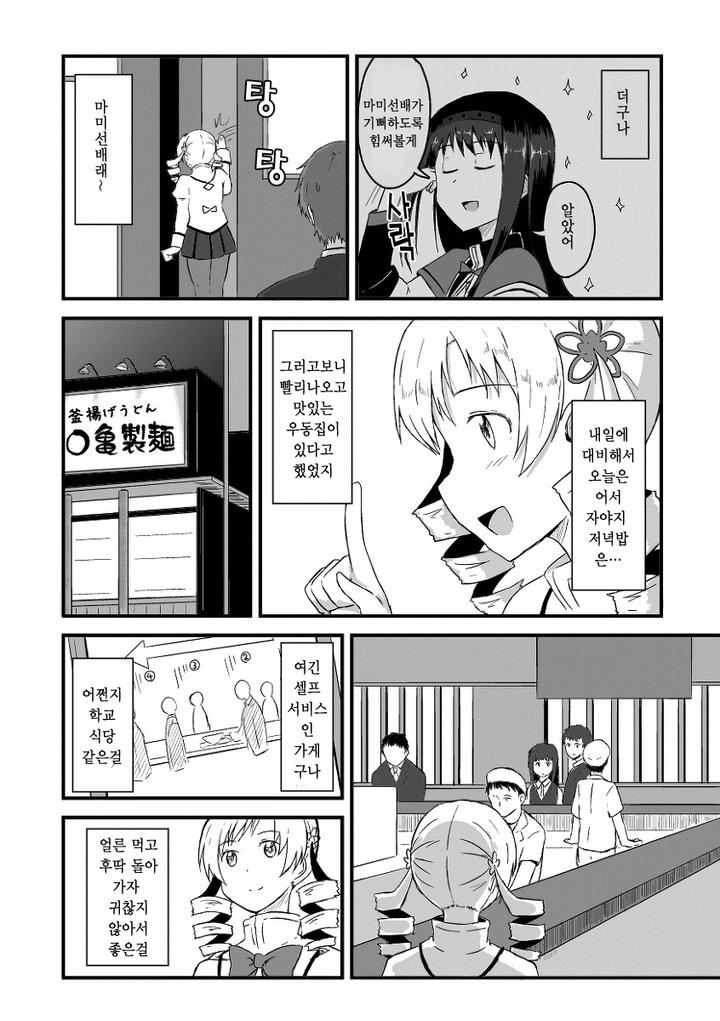 더구나
마미선배가
기뻐하도록
힘써볼게
알았어
사락
탕
탕
마미선배래
~
내일에
대비해서
오늘은
어서
자야지
저녁밥
은…
그러고보니
빨리나오고
맛있는
우동집이
있다고
했었지
釜揚げうどん
○亀製麺
여긴
셀프
서비스
인
가게
구나
②
③
④
어쩐지
학교
식당
같은걸
얼른 먹고
후딱 돌아
가자
귀찮지
않아서
좋은걸